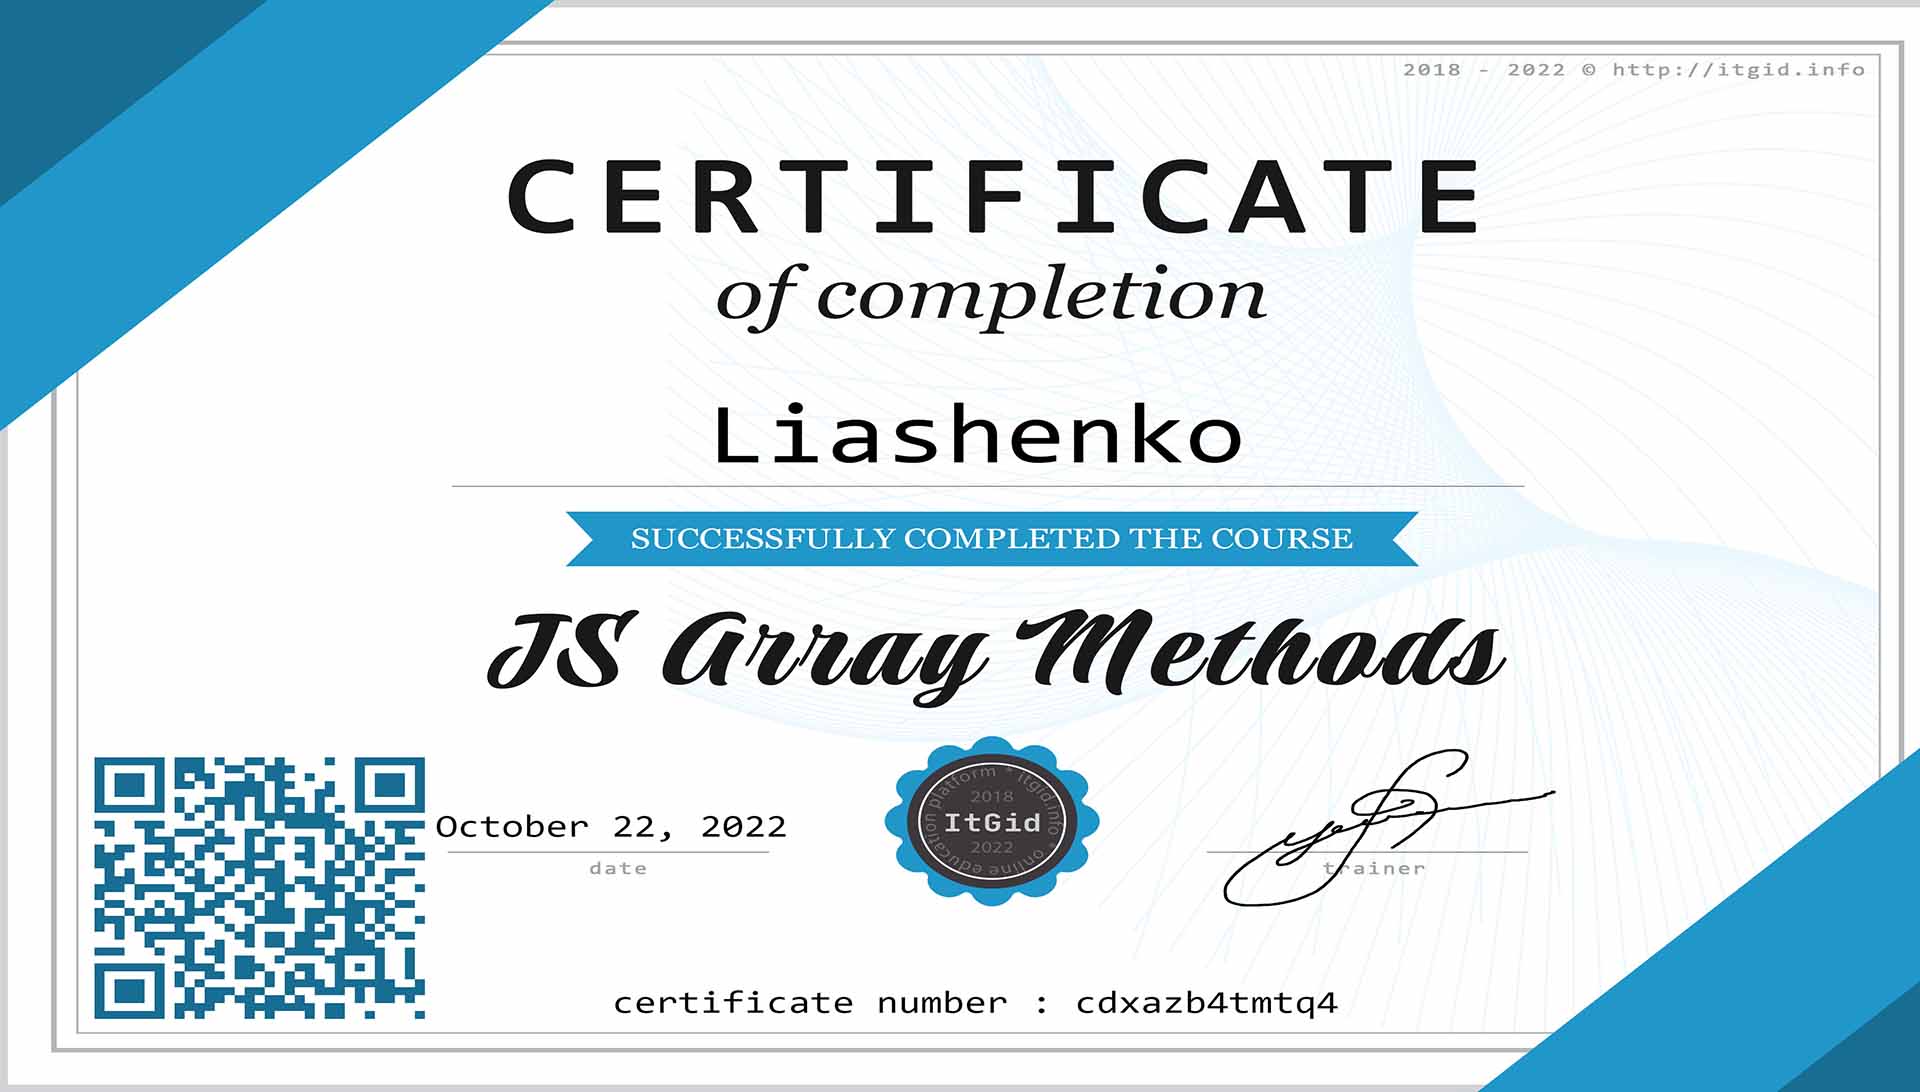 2018 - 2022 © http://itgid.info
CERTIFICATE
of completion
Liashenko
SUCCESSFULLY COMPLETED THE COURSE
JS Array Methods
October 22, 2022
date
platform * itgid.info * online education
2018
ItGid
2022
trainer
certificate number : cdxazb4tmtq4